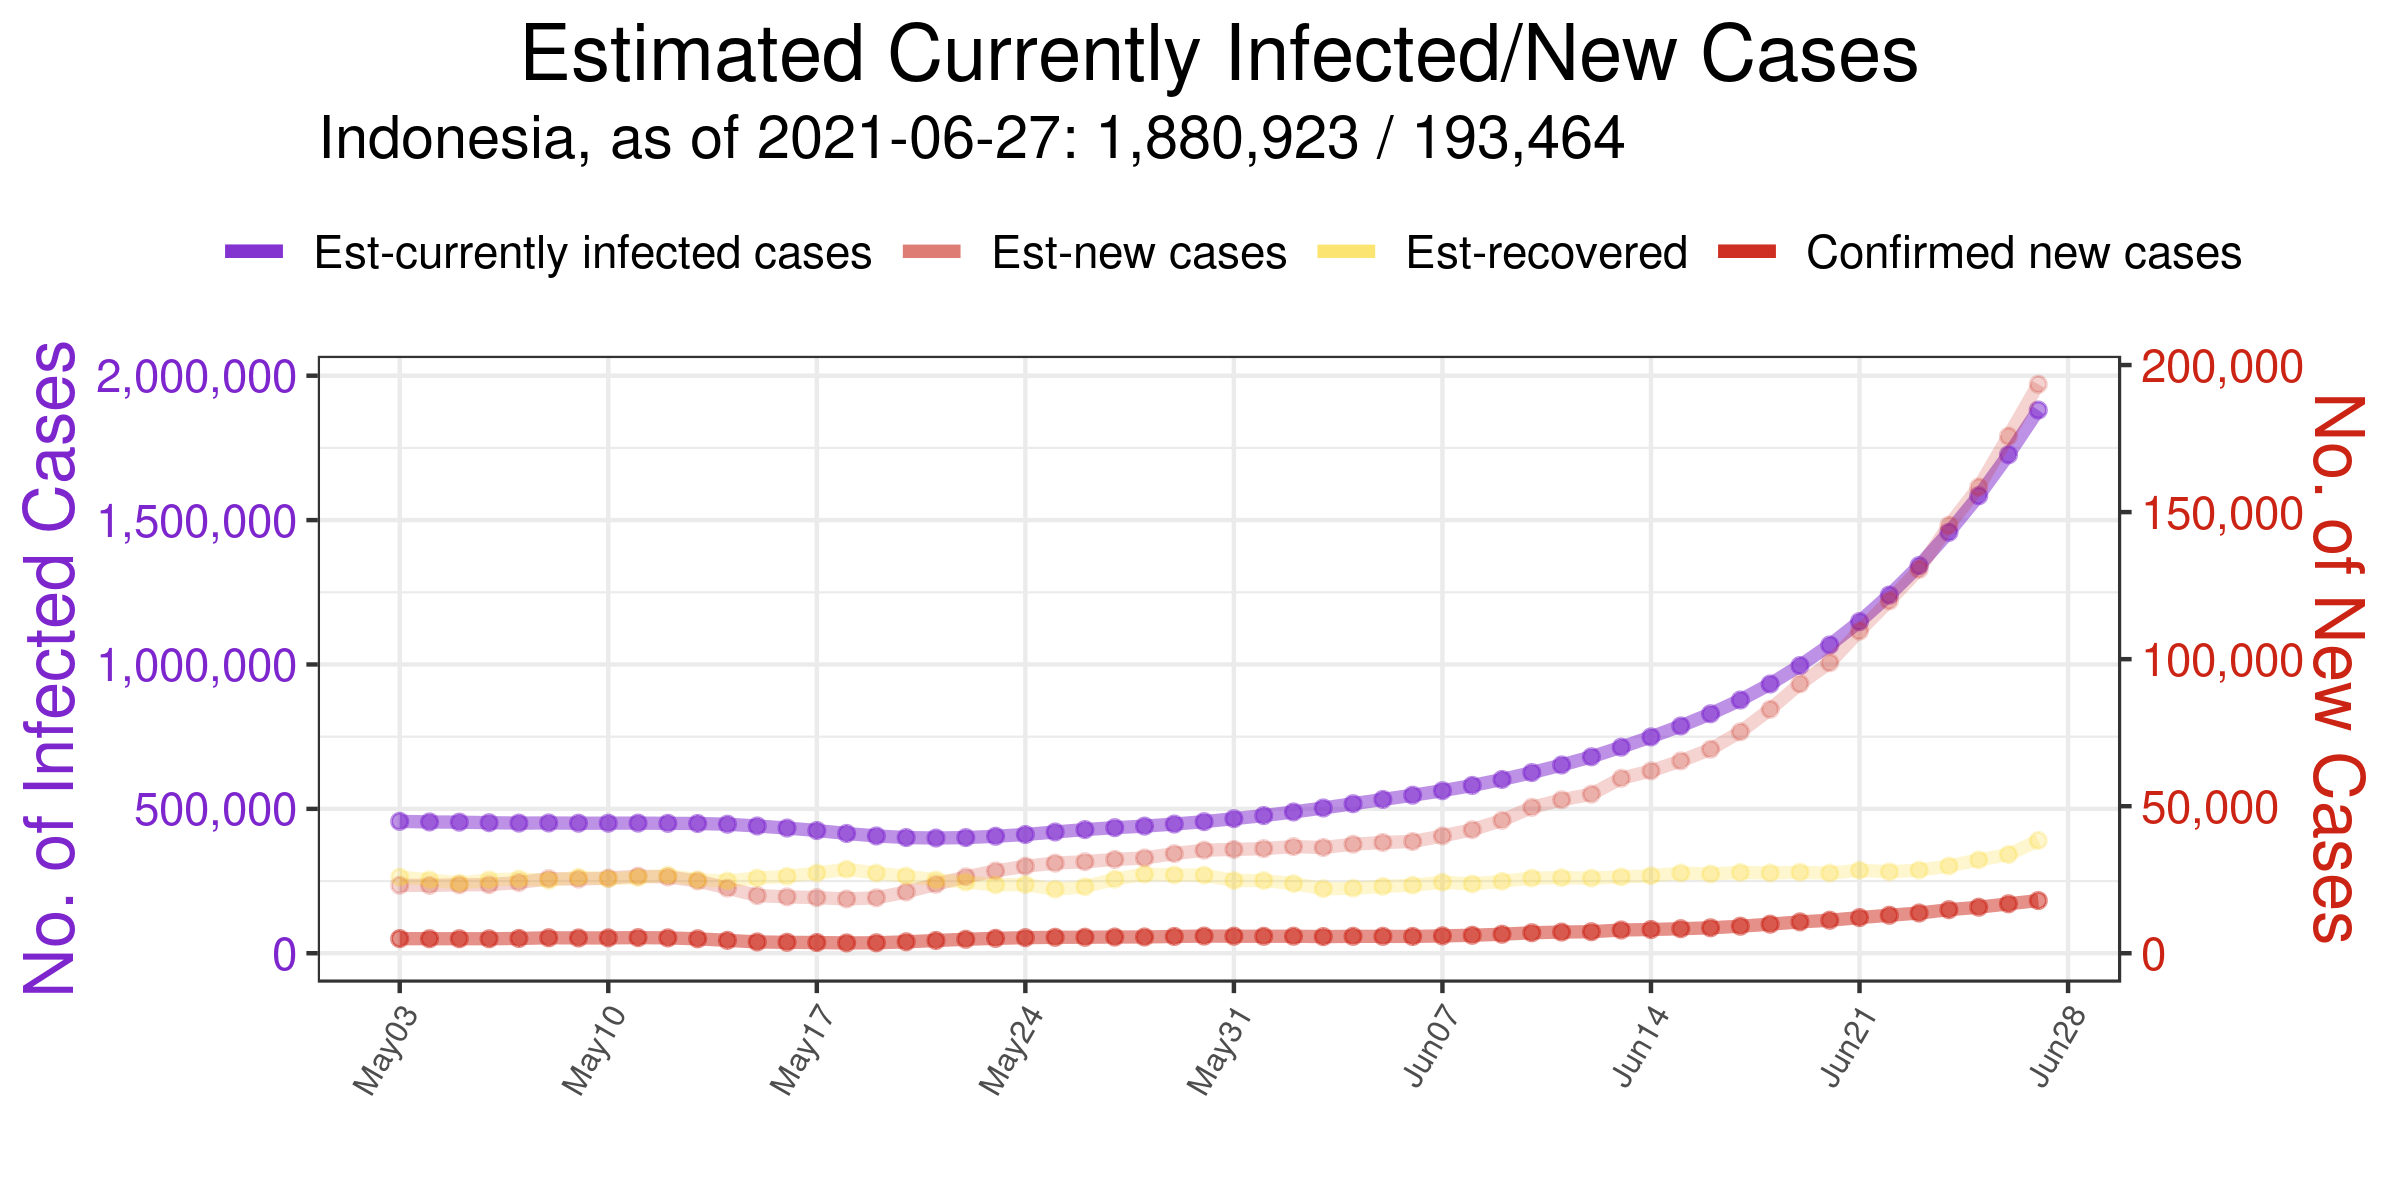 Estimated Currently Infected/New Cases
Indonesia, as of 2021-06-27: 1,880,923 / 193,464
Est-currently infected cases Est-new cases Est-recovered Confirmed new cases
No. of Infected Cases
2,000,000
1,500,000
1,000,000
500,000
0
200,000
150,000
100,000
50,000
0
No. of New Cases
May03 May10 May17 May24 May31 Jun07 Jun14 Jun21 Jun28